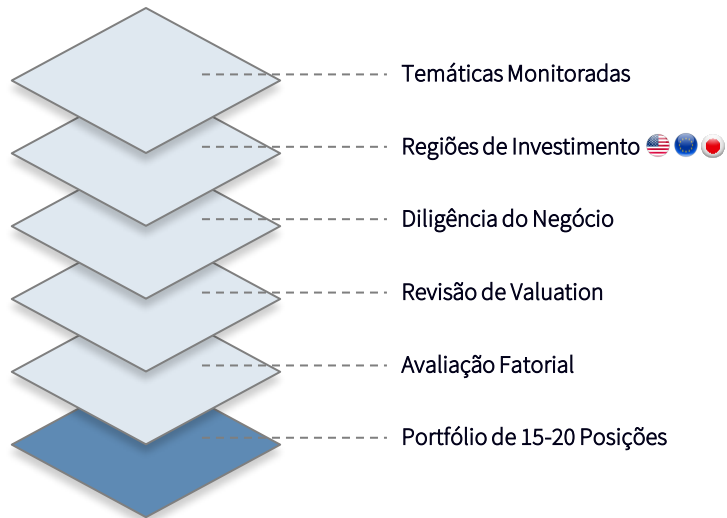 Temáticas Monitoradas
Regiões de Investimento
Diligência do Negócio
Revisão de Valuation
Avaliação Fatorial
Portfólio de 15-20 Posições